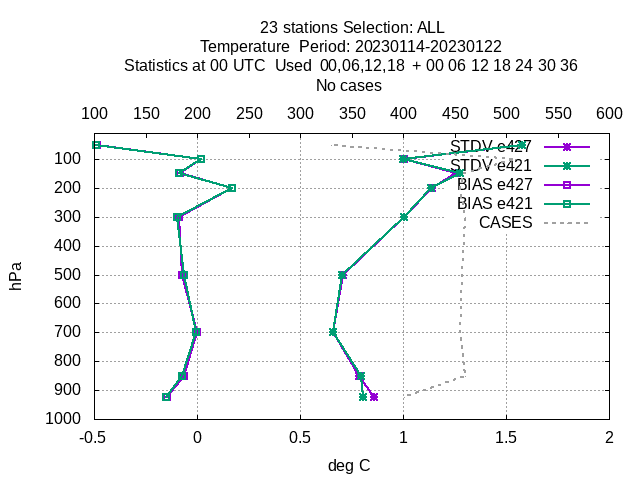 23 stations Selection: ALL
Temperature  Period: 20230114-20230122
Statistics at 00 UTC  Used  00,06,12,18  + 00 06 12 18 24 30 36
No cases
100 150 200 250 300 350 400 450 500 550 600
STDV e427
100
STDV e421
BIAS e427
200
BIAS e421
300
CASES
400
hPa
500
600
700
800
900
1000
-0.5 0 0.5 1 1.5 2
deg C